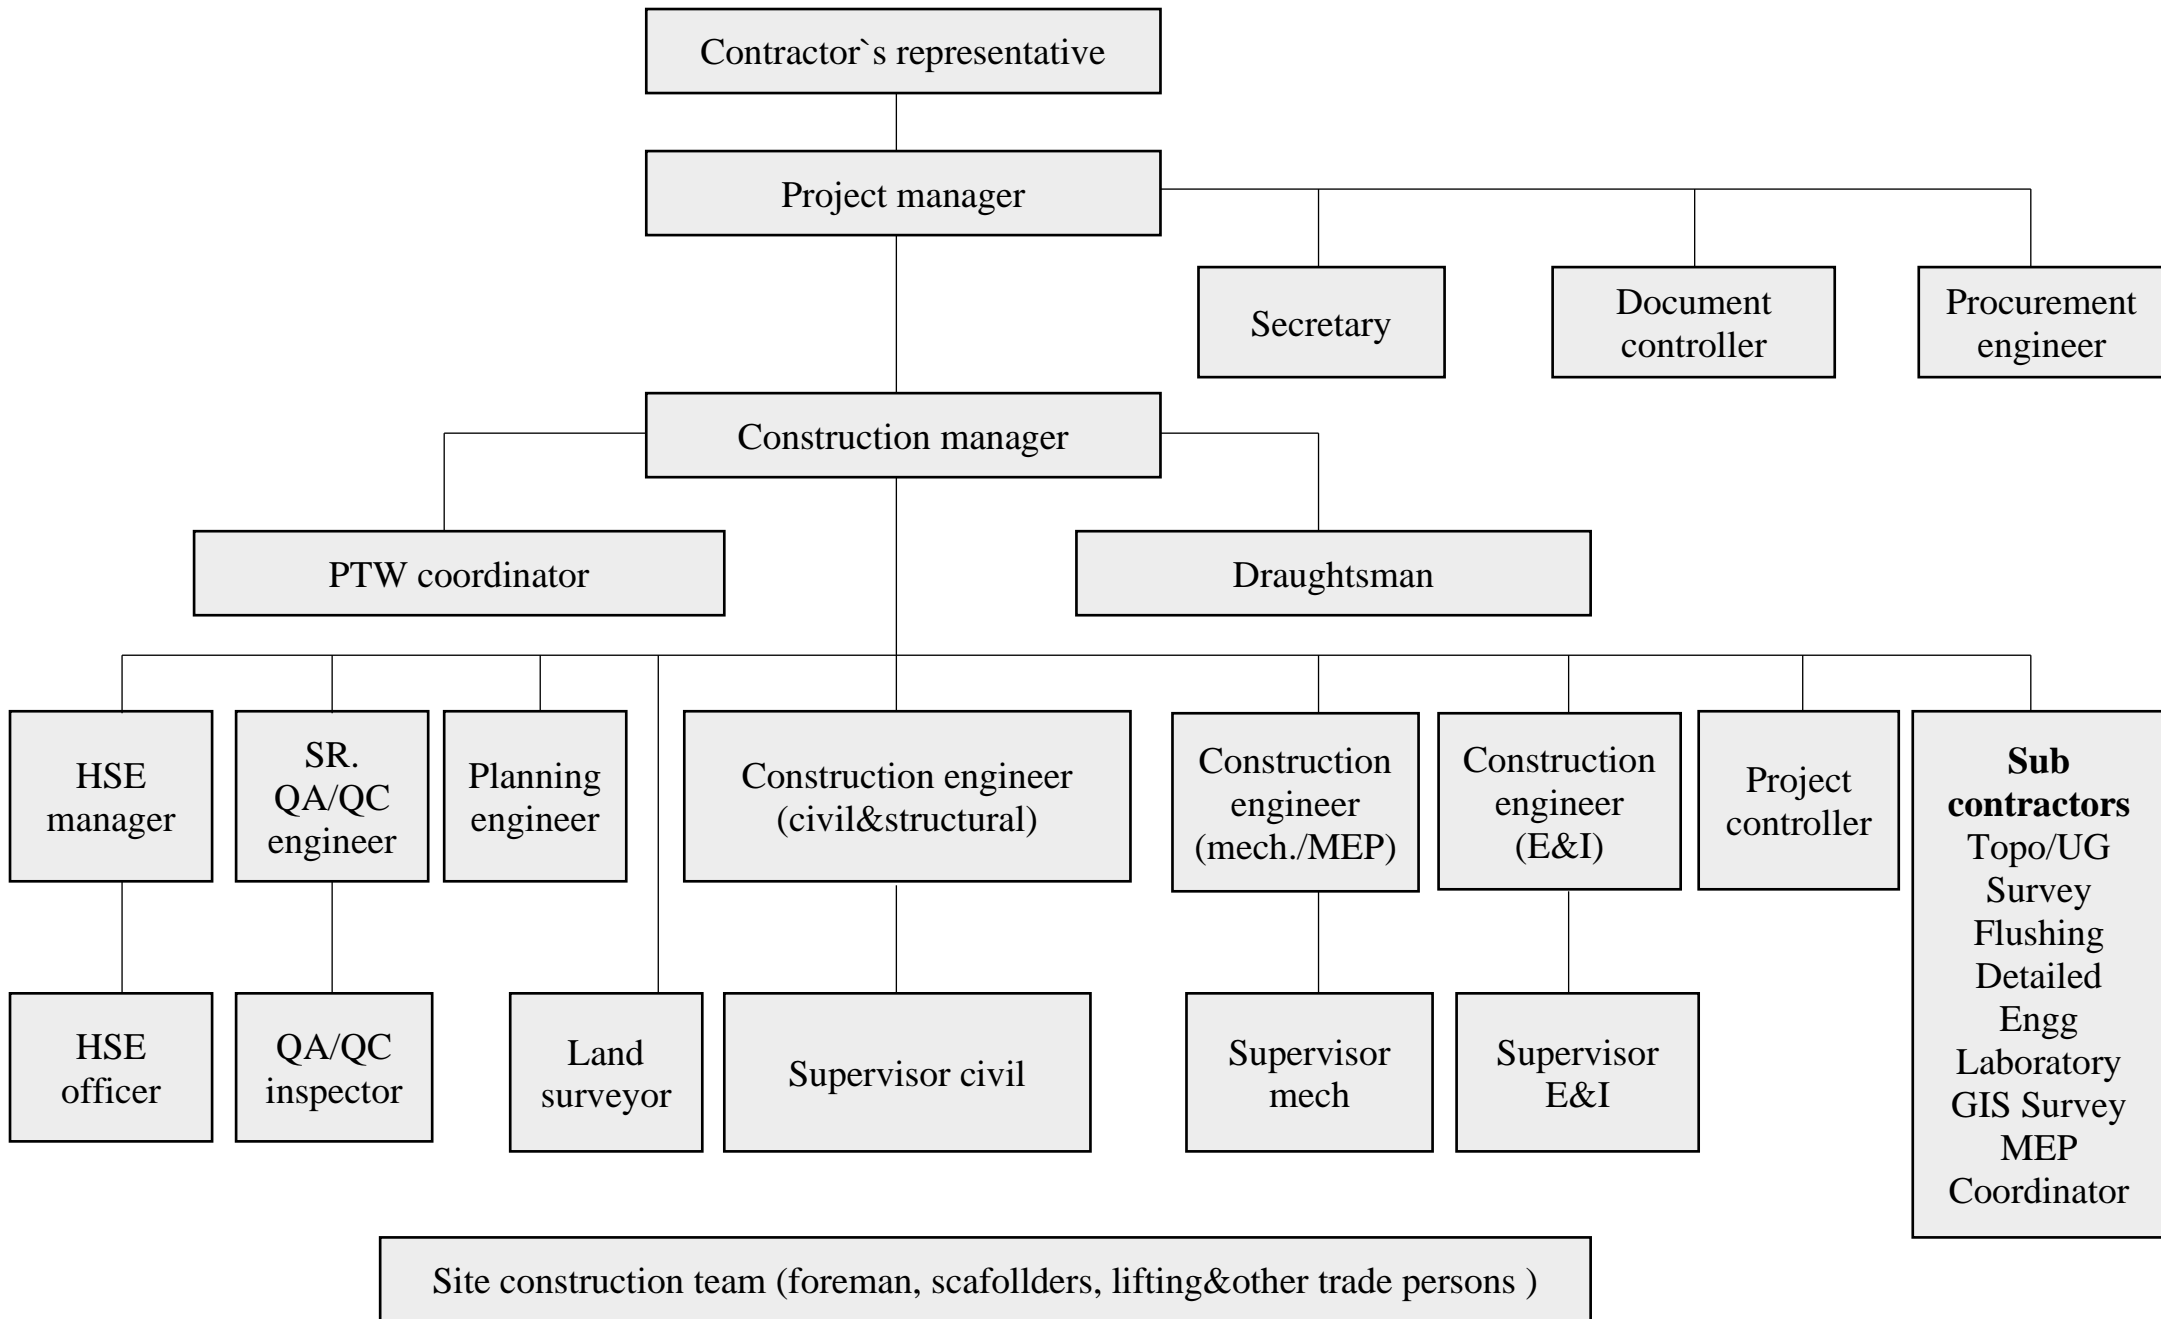 Contractor`s representative
Project manager
Secretary
Document
controller
Procurement
engineer
Construction manager
PTW coordinator
Draughtsman
HSE
manager
SR.
QA/QC
engineer
Planning
engineer
Construction engineer
(civil&structural)
Construction
engineer
(mech./MEP)
Construction
engineer
(E&I)
Project
controller
Sub
contractors
Topo/UG
Survey
Flushing
Detailed
Engg
Laboratory
GIS Survey
MEP
Coordinator
HSE
officer
QA/QC
inspector
Land
surveyor
Supervisor civil
Supervisor
mech
Supervisor
E&I
Site construction team (foreman, scafollders, lifting&other trade persons )